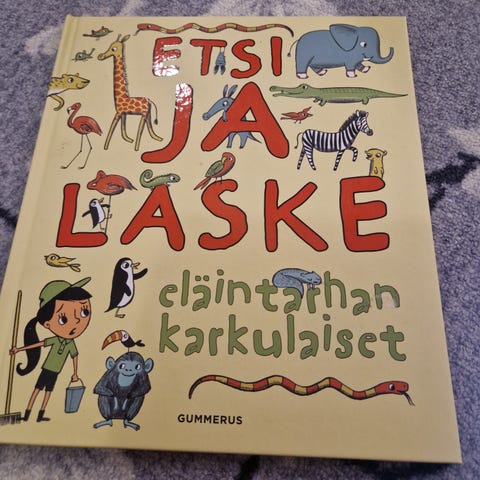 ETSI
JA
LASKE
eläintarhan
karkulaiset
GUMMERUS